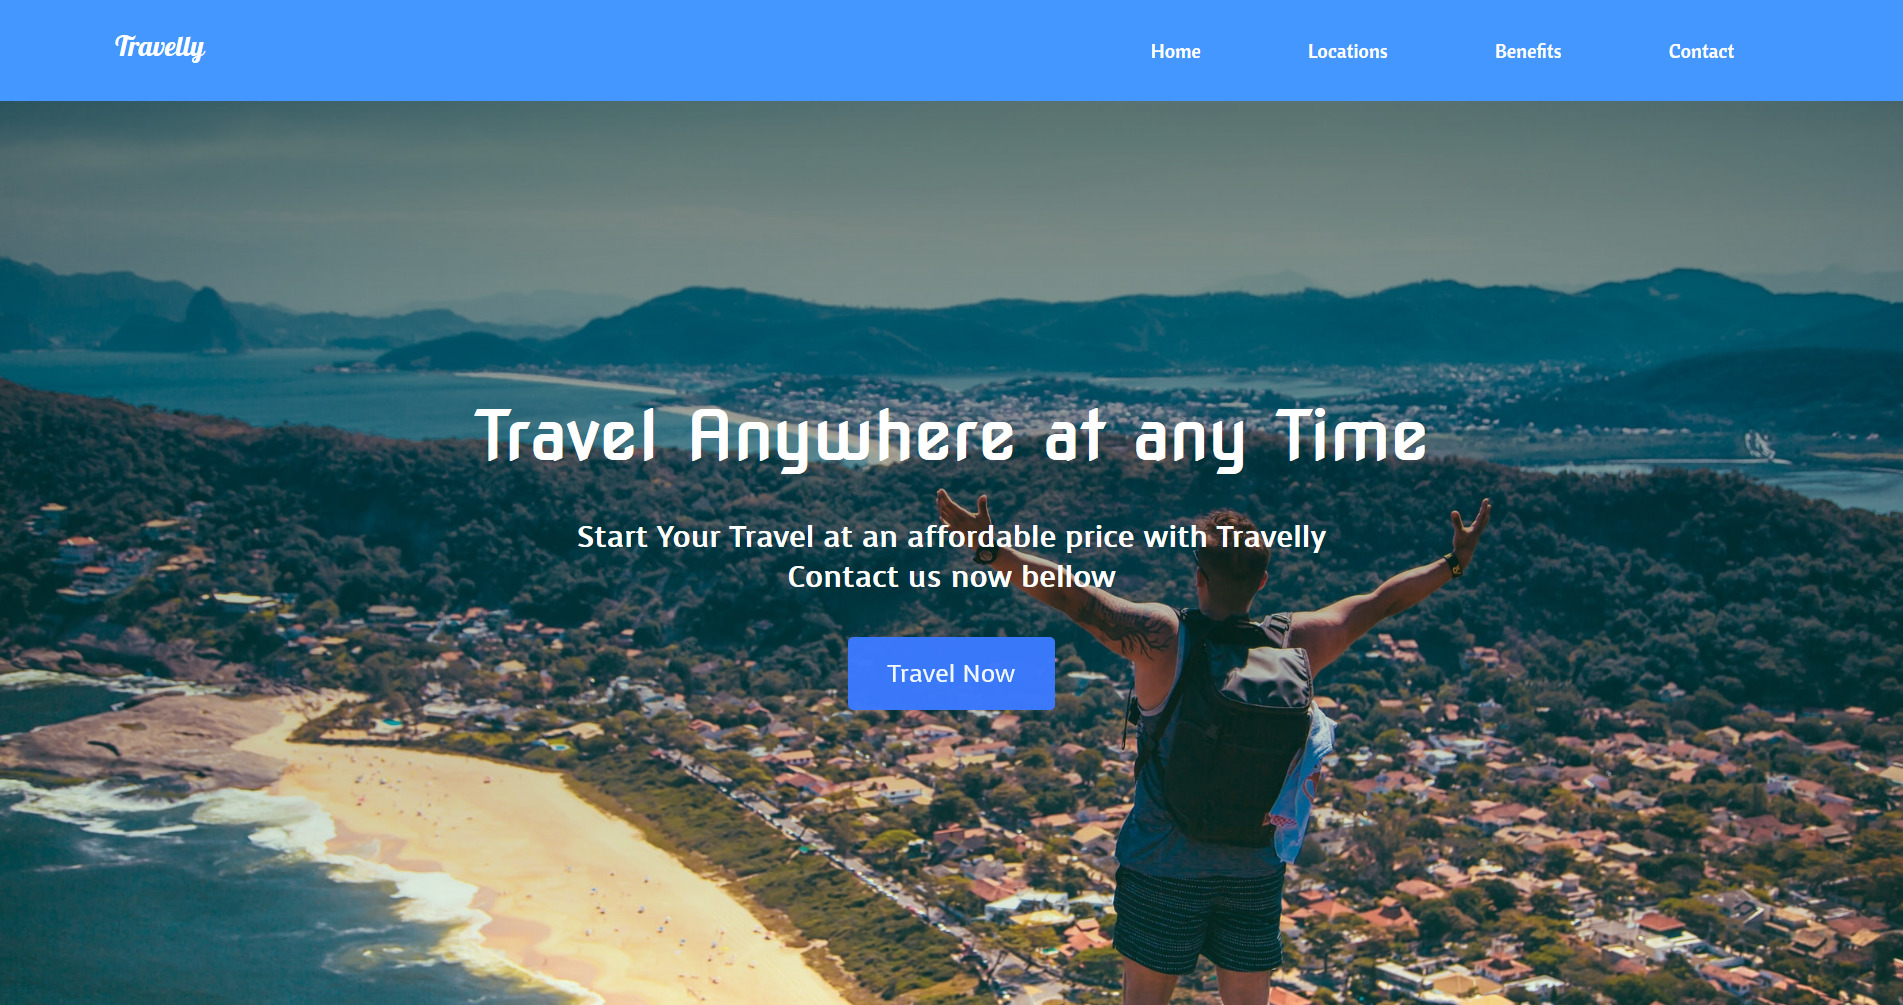 Travelly
Home Locations Benefits Contact
Travel Anywhere at any Time
Start Your Travel at an affordable price with Travelly
Contact us now bellow
Travel Now